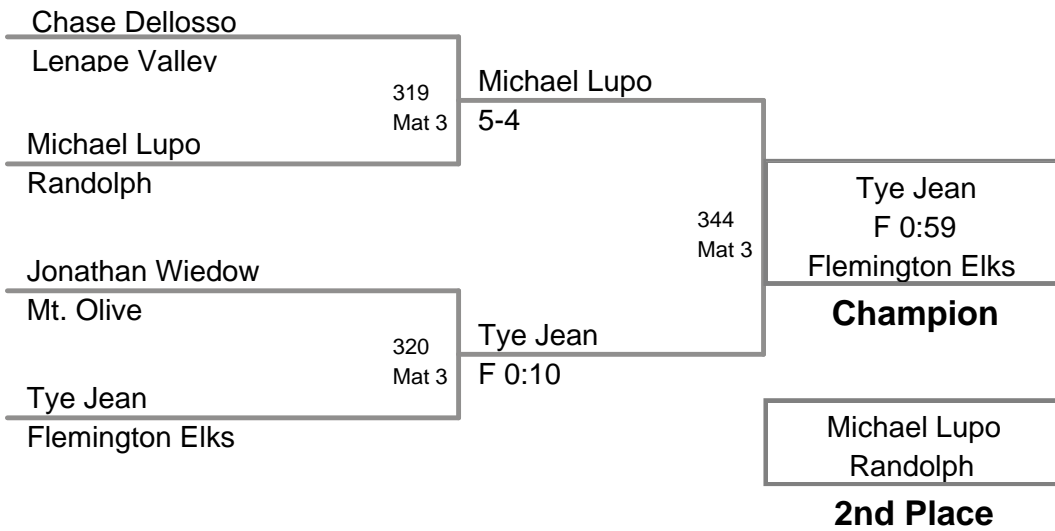 Chase Dellosso
Lenape Valley
319
Mat 3
Michael Lupo
5-4
Michael Lupo
Randolph
344
Mat 3
Tye Jean
F 0:59
Flemington Elks
Champion
Jonathan Wiedow
Mt. Olive
320
Mat 3
Tye Jean
F 0:10
Tye Jean
Flemington Elks
Michael Lupo
Randolph
2nd Place